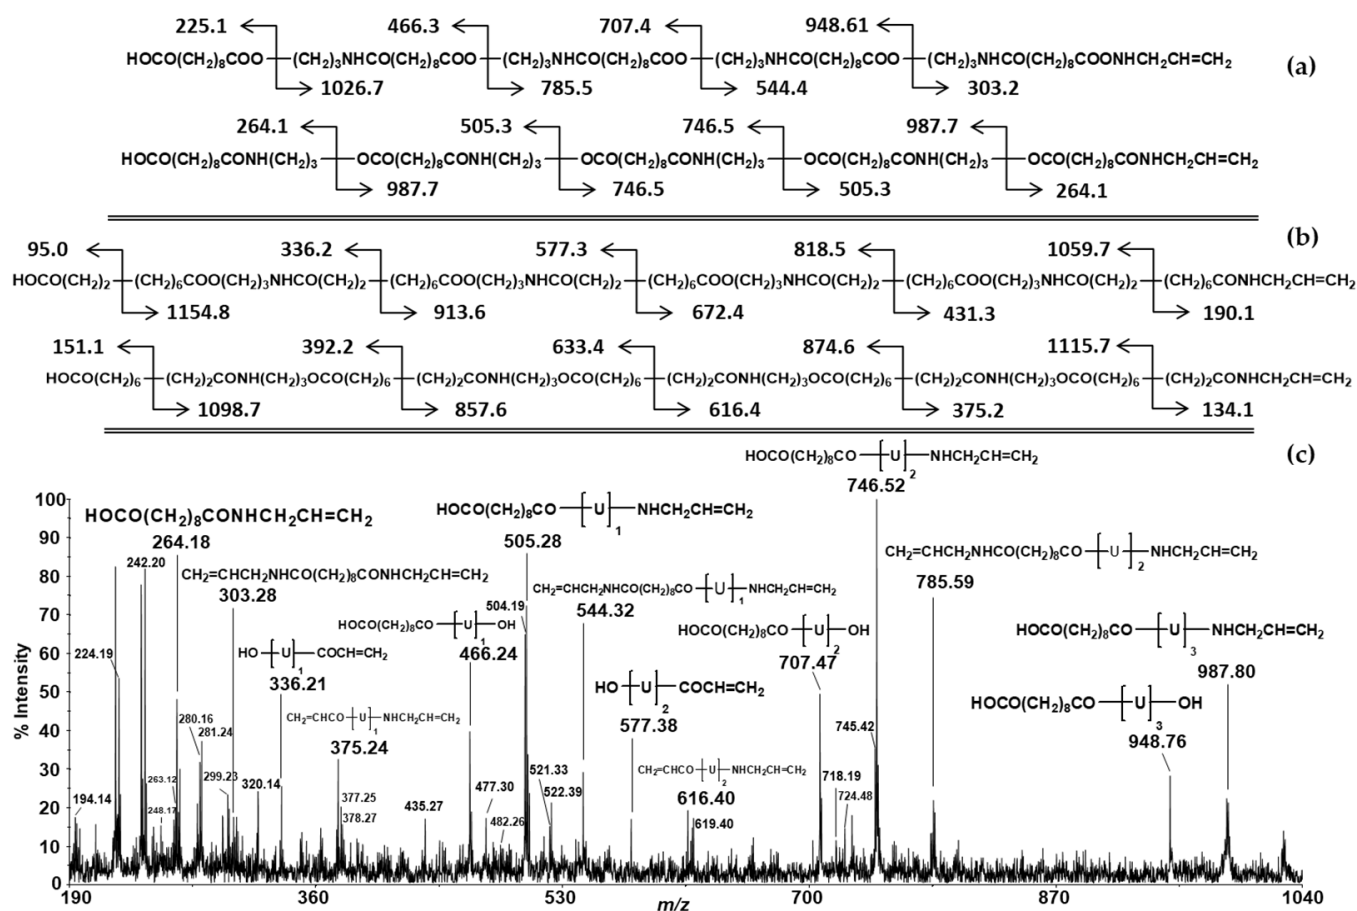 225.1 466.3 707.4 948.61
HOCO(CH₂)₈COO—(CH₂)₃NHCO(CH₂)₈COO—(CH₂)₃NHCO(CH₂)₈COO—(CH₂)₃NHCO(CH₂)₈COO—(CH₂)₃NHCO(CH₂)₈COONHCH₂CH=CH₂
(a)
1026.7 785.5 544.4 303.2
264.1 505.3 746.5 987.7
HOCO(CH₂)₈CONH(CH₂)₃—OCO(CH₂)₈CONH(CH₂)₃—OCO(CH₂)₈CONH(CH₂)₃—OCO(CH₂)₈CONH(CH₂)₃—OCO(CH₂)₈CONHCH₂CH=CH₂
987.7 746.5 505.3 264.1
(b)
95.0 336.2 577.3 818.5 1059.7
HOCO(CH₂)₂—(CH₂)₆COO(CH₂)₃NHCO(CH₂)₂—(CH₂)₆COO(CH₂)₃NHCO(CH₂)₂—(CH₂)₆COO(CH₂)₃NHCO(CH₂)₂—(CH₂)₆COO(CH₂)₃NHCO(CH₂)₂—(CH₂)₆CONHCH₂CH=CH₂
1154.8 913.6 672.4 431.3 190.1
151.1 392.2 633.4 874.6 1115.7
HOCO(CH₂)₆—(CH₂)₂CONH(CH₂)₃OCO(CH₂)₆—(CH₂)₂CONH(CH₂)₃OCO(CH₂)₆—(CH₂)₂CONH(CH₂)₃OCO(CH₂)₆—(CH₂)₂CONH(CH₂)₃OCO(CH₂)₆—(CH₂)₂CONHCH₂CH=CH₂
1098.7 857.6 616.4 375.2 134.1
(c)
HOCO(CH₂)₈CO—[U]₂—NHCH₂CH=CH₂
746.52
HOCO(CH₂)₈CONHCH₂CH=CH₂
264.18
HOCO(CH₂)₈CO—[U]₁—NHCH₂CH=CH₂
505.28
CH₂=CHCH₂NHCO(CH₂)₈CO—[U]₂—NHCH₂CH=CH₂
785.59
242.20
CH₂=CHCH₂NHCO(CH₂)₈CONHCH₂CH=CH₂
303.28
CH₂=CHCH₂NHCO(CH₂)₈CO—[U]₁—NHCH₂CH=CH₂
544.32
504.19
HOCO(CH₂)₈CO—[U]₁—OH
466.24
HOCO(CH₂)₈CO—[U]₂—OH
707.47
HOCO(CH₂)₈CO—[U]₃—NHCH₂CH=CH₂
987.80
224.19
HO—[U]₁—COCH=CH₂
336.21
HO—[U]₂—COCH=CH₂
577.38
HOCO(CH₂)₈CO—[U]₃—OH
948.76
280.16
281.24
CH₂=CHCO—[U]₁—NHCH₂CH=CH₂
375.24
745.42
CH₂=CHCO—[U]₂—NHCH₂CH=CH₂
616.40
263.12
299.23
320.14
521.33
522.39
718.19
724.48
194.14
248.17
377.25
378.27
435.27
477.30
482.26
619.40
% Intensity
100
90
80
70
60
50
40
30
20
10
0
190 360 530 700 870 1040
m/z